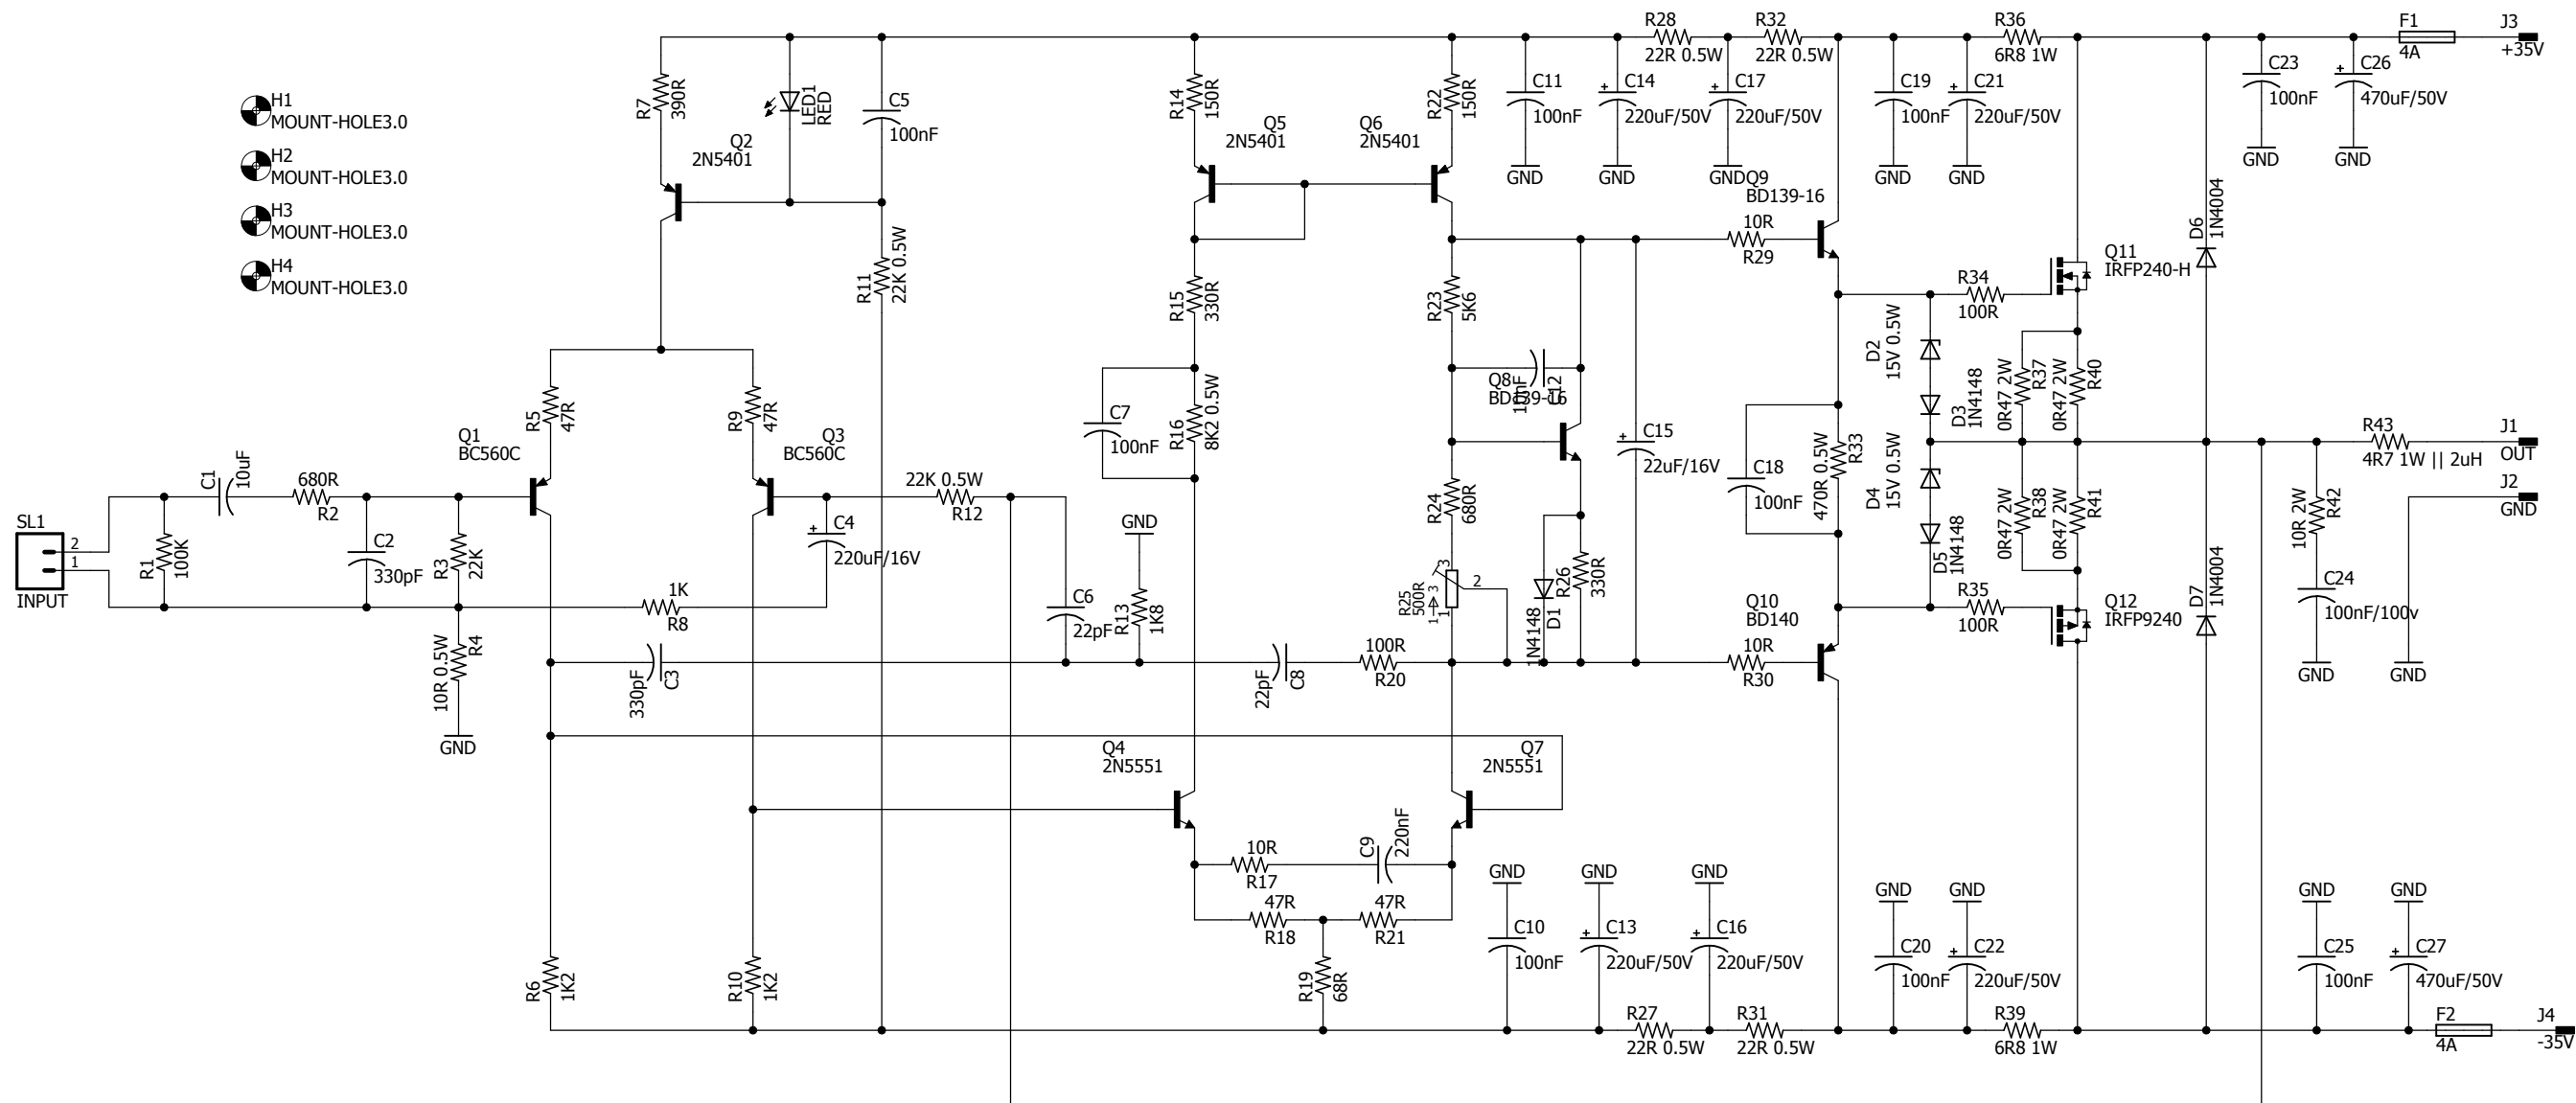 R28
22R 0.5W
R32
22R 0.5W
R36
6R8 1W
F1
4A
J3
+35V
H1
MOUNT-HOLE3.0
H2
MOUNT-HOLE3.0
H3
MOUNT-HOLE3.0
H4
MOUNT-HOLE3.0
R7
390R
LED1
RED
C5
100nF
Q2
2N5401
R14
150R
Q5
2N5401
Q6
2N5401
R22
150R
C11
100nF
GND
C14
220uF/50V
GND
C17
220uF/50V
GND
Q9
BD139-16
C19
100nF
GND
C21
220uF/50V
GND
C23
100nF
GND
C26
470uF/50V
GND
D6
1N4004
R11
22K 0.5W
R15
330R
R23
5K6
10R
R29
Q11
IRFP240-H
R34
100R
D2
15V 0.5W
D3
1N4148
0R47 2W
R37
0R47 2W
R40
R5
47R
R9
47R
Q1
BC560C
Q3
BC560C
C7
100nF
R16
8K2 0.5W
Q8
BD139-16
10nF
C12
C15
22uF/16V
C18
100nF
470R 0.5W
R33
R43
4R7 1W || 2uH
J1
OUT
J2
GND
SL1
2
1
INPUT
R1
100K
C1
10uF
680R
R2
C2
330pF
R3
22K
C4
220uF/16V
22K 0.5W
R12
GND
R24
680R
D4
15V 0.5W
D5
1N4148
0R47 2W
R38
0R47 2W
R41
10R 2W
R42
C24
100nF/100v
GND
GND
1K
R8
10R 0.5W
R4
GND
330pF
C3
C6
22pF
R13
1K8
22pF
C8
100R
R20
R25
500R
1
3
3
2
1
1N4148
D1
R26
330R
Q10
BD140
10R
R30
R35
100R
Q12
IRFP9240
D7
1N4004
Q4
2N5551
Q7
2N5551
10R
R17
C9
220nF
47R
R18
47R
R21
R19
68R
R6
1K2
R10
1K2
GND
C10
100nF
GND
C13
220uF/50V
GND
C16
220uF/50V
GND
C20
100nF
GND
C22
220uF/50V
GND
C25
100nF
GND
C27
470uF/50V
R27
22R 0.5W
R31
22R 0.5W
R39
6R8 1W
F2
4A
J4
-35V